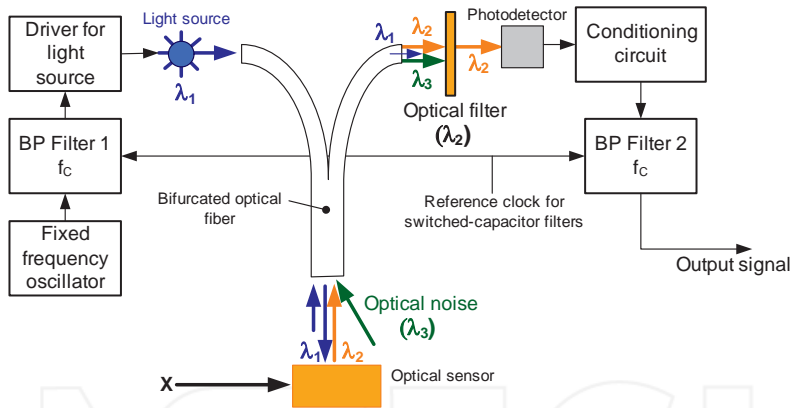 Driver for
light
source
Light source
λ1
λ1
λ2
λ3
λ2
Photodetector
Conditioning
circuit
Optical filter
(λ2)
BP Filter 1
fC
BP Filter 2
fC
Bifurcated optical
fiber
Reference clock for
switched-capacitor filters
Fixed
frequency
oscillator
Output signal
Optical noise
(λ3)
λ1
λ2
X
Optical sensor